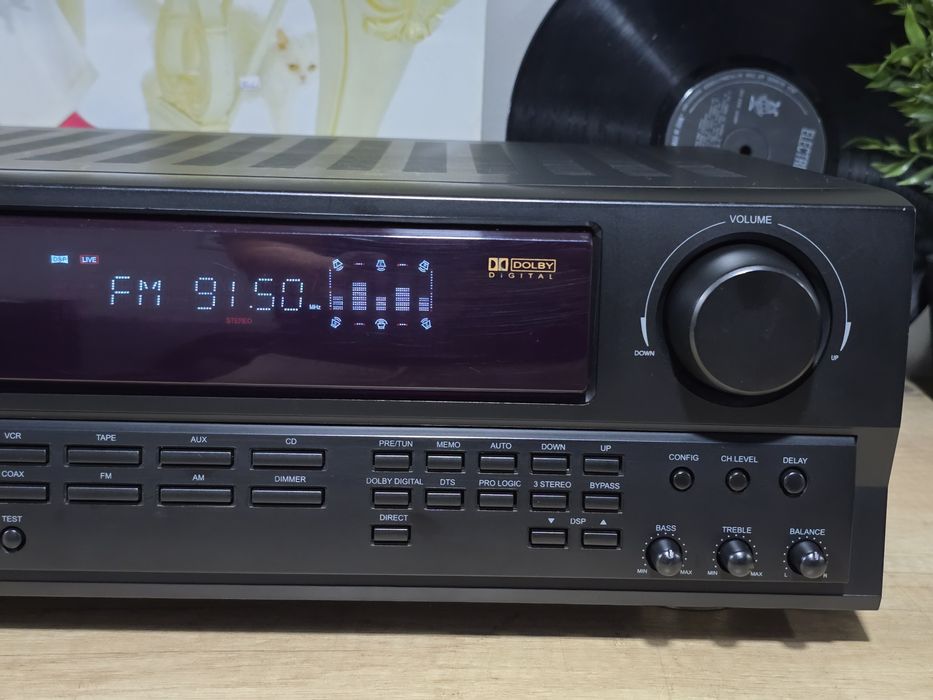 ELECTR
VOLUME
DOWN
UP
DSP LIVE
FM 91.50 MHz
STEREO
DOLBY
DIGITAL
VCR TAPE AUX CD
COAX FM AM DIMMER
TEST
PRE/TUN MEMO AUTO DOWN UP
DOLBY DIGITAL DTS PRO LOGIC 3 STEREO BYPASS
DIRECT ▼ DSP ▲
CONFIG CH LEVEL DELAY
BASS TREBLE BALANCE
MIN MAX MIN MAX L R